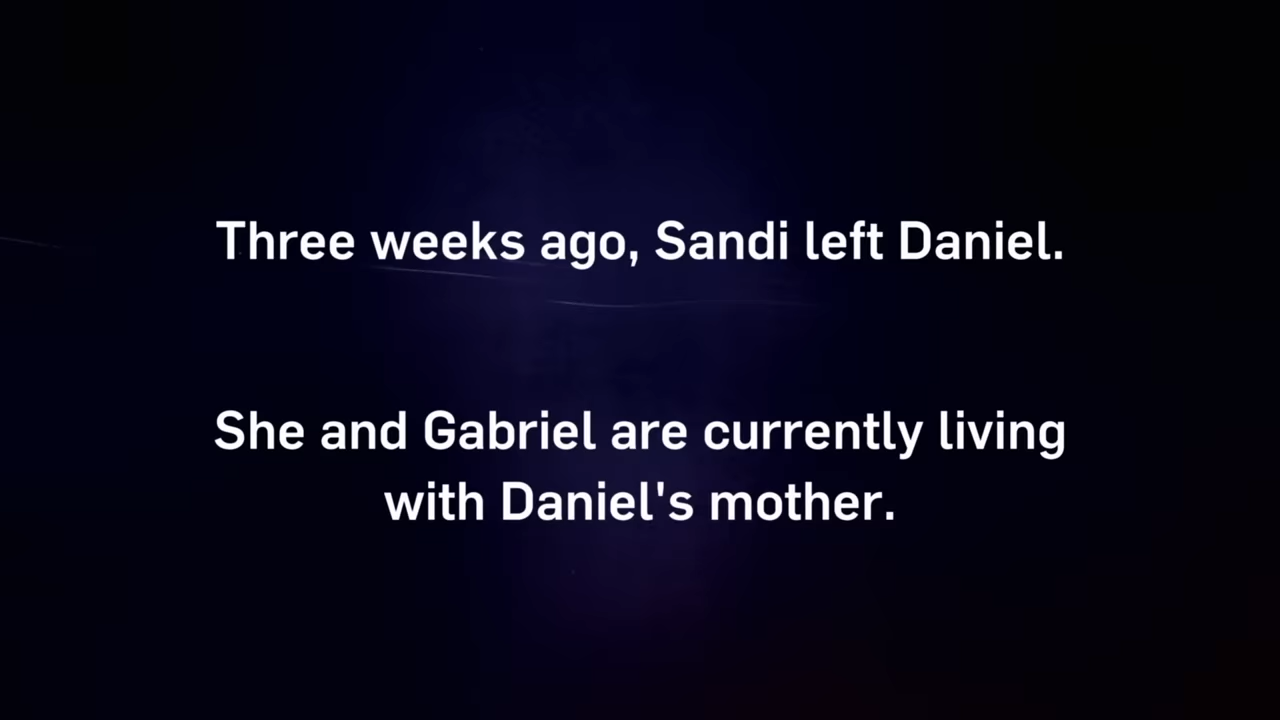 Three weeks ago, Sandi left Daniel.
She and Gabriel are currently living
with Daniel's mother.